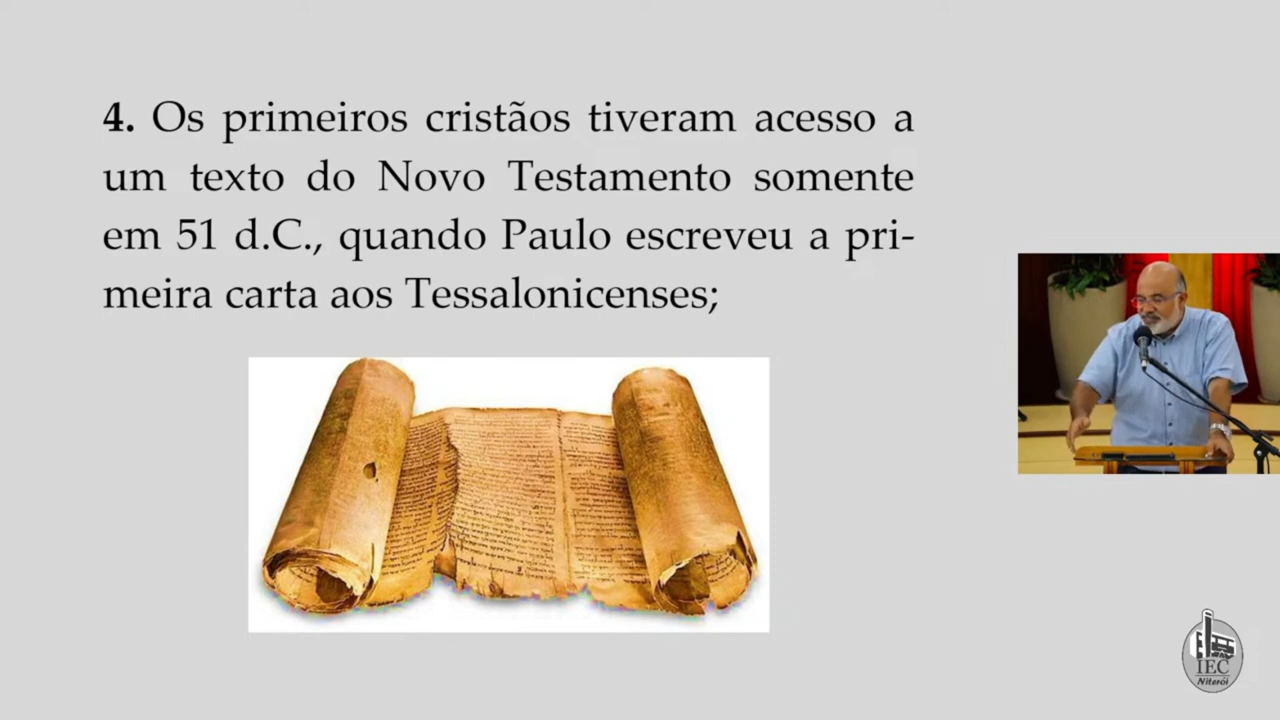 4. Os primeiros cristãos tiveram acesso a
um texto do Novo Testamento somente
em 51 d.C., quando Paulo escreveu a pri-
meira carta aos Tessalonicenses;
IEC
Niterói